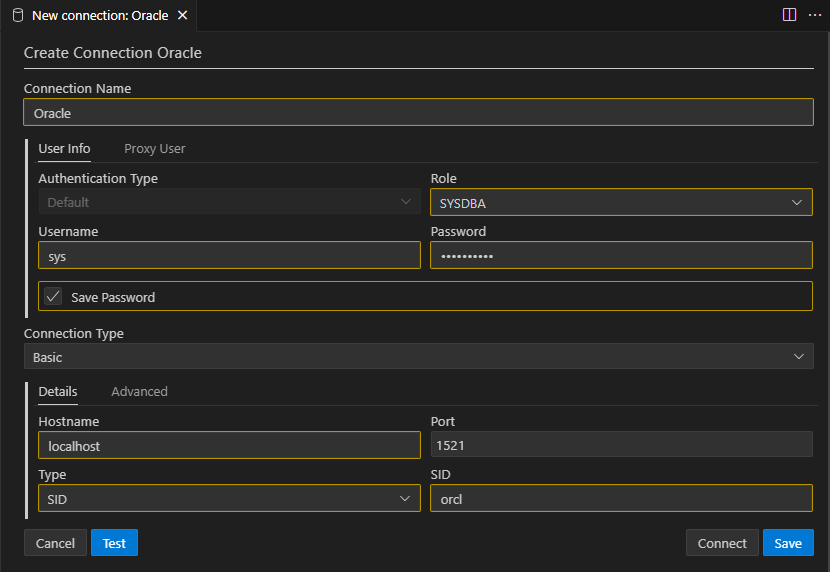 New connection: Oracle
Create Connection Oracle
Connection Name
Oracle
User Info Proxy User
Authentication Type Role
Default SYSDBA
Username Password
sys ••••••••••
Save Password
Connection Type
Basic
Details Advanced
Hostname Port
localhost 1521
Type SID
SID orcl
Cancel Test Connect Save